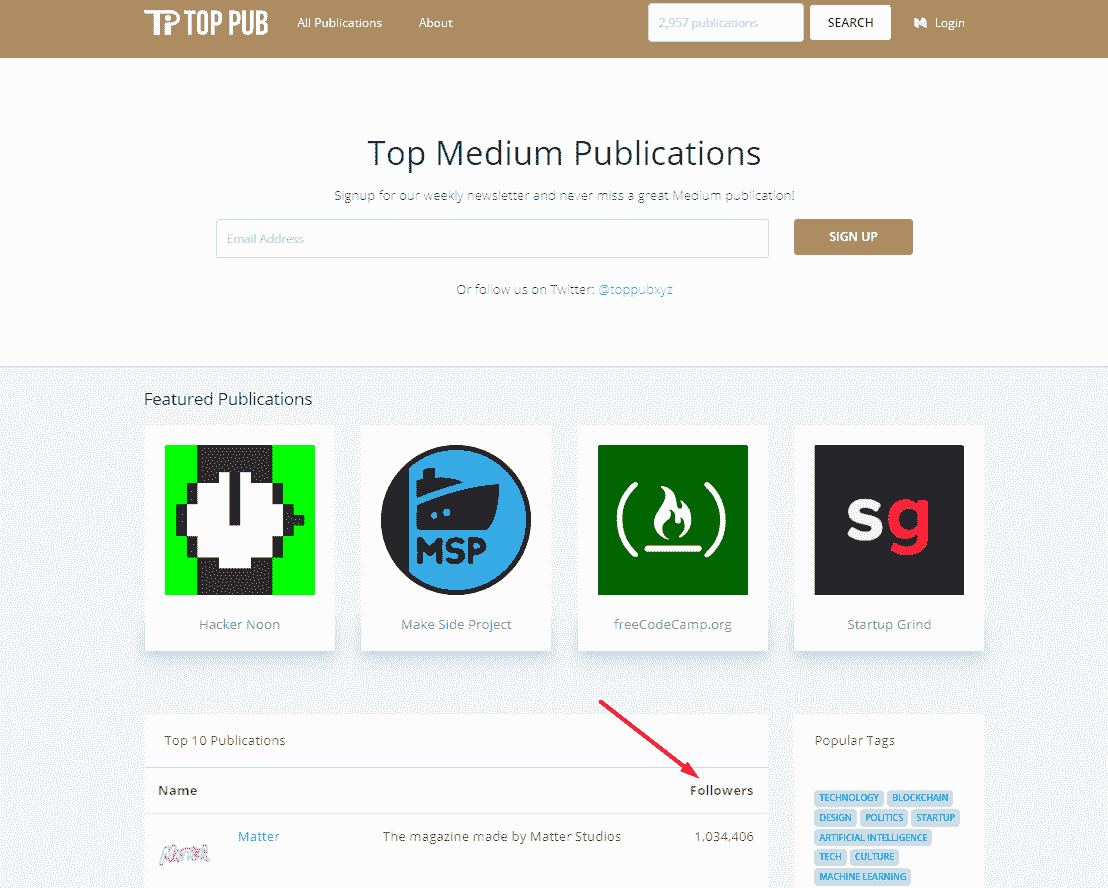 TP TOP PUB All Publications About 2,957 publications SEARCH Login
Top Medium Publications
Signup for our weekly newsletter and never miss a great Medium publication!
Email Address SIGN UP
Or follow us on Twitter: @toppubxyz
Featured Publications
MSP
sg
Hacker Noon Make Side Project freeCodeCamp.org Startup Grind
Top 10 Publications
Name Followers
Matter The magazine made by Matter Studios 1,034,406
Popular Tags
TECHNOLOGY BLOCKCHAIN
DESIGN POLITICS STARTUP
ARTIFICIAL INTELLIGENCE
TECH CULTURE
MACHINE LEARNING